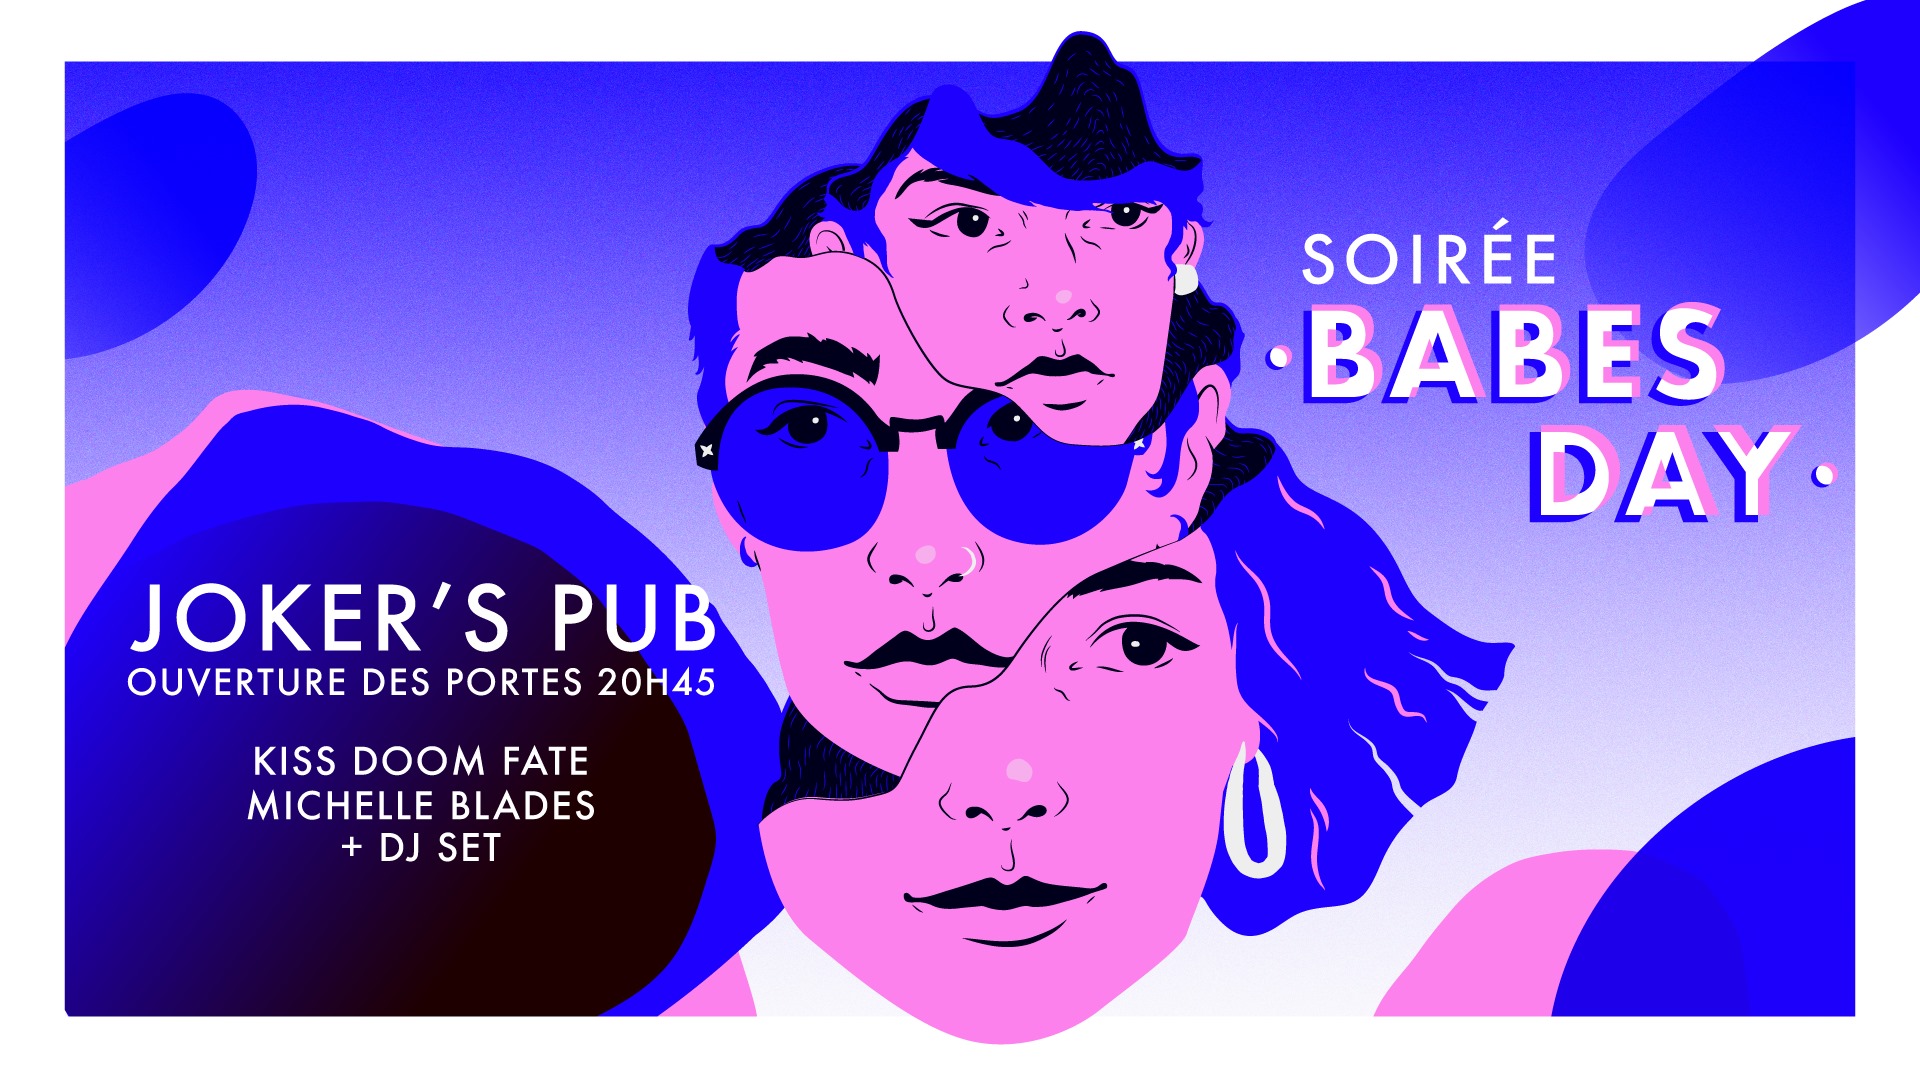 SOIRÉE
BABES
DAY
JOKER'S PUB
OUVERTURE DES PORTES 20H45
KISS DOOM FATE
MICHELLE BLADES
+ DJ SET